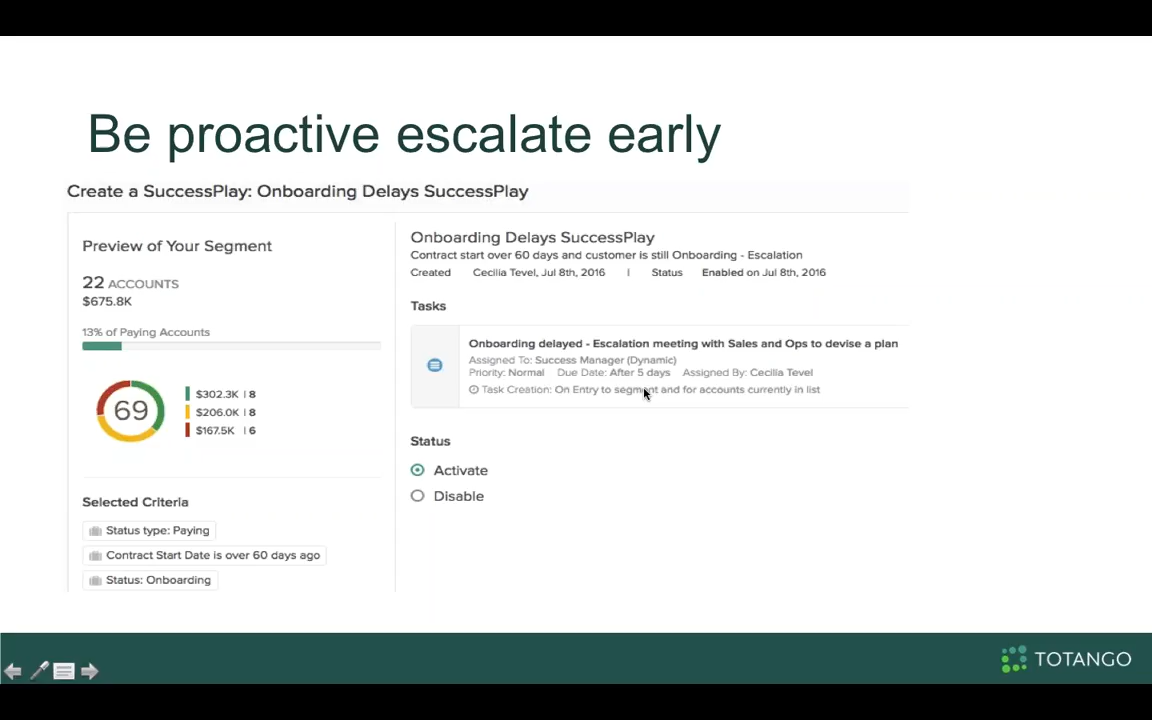 Be proactive escalate early
Create a SuccessPlay: Onboarding Delays SuccessPlay
Preview of Your Segment
22 ACCOUNTS
$675.8K
13% of Paying Accounts
69
$302.3K | 8
$206.0K | 8
$167.5K | 6
Selected Criteria
Status type: Paying
Contract Start Date is over 60 days ago
Status: Onboarding
Onboarding Delays SuccessPlay
Contract start over 60 days and customer is still Onboarding - Escalation
Created Cecilia Tevel, Jul 8th, 2016 | Status Enabled on Jul 8th, 2016
Tasks
Onboarding delayed - Escalation meeting with Sales and Ops to devise a plan
Assigned To: Success Manager (Dynamic)
Priority: Normal Due Date: After 5 days Assigned By: Cecilia Tevel
Task Creation: On Entry to segment and for accounts currently in list
Status
Activate
Disable
TOTANGO